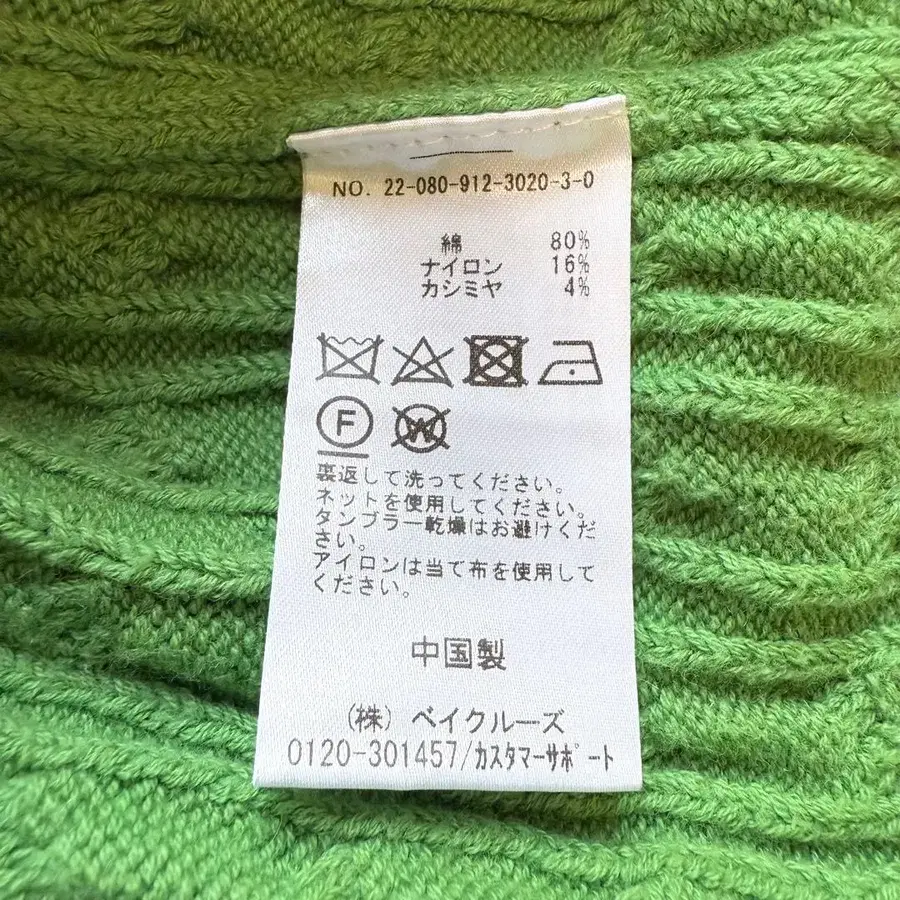 NO. 22-080-912-3020-3-0
綿 80%
ナイロン 16%
カシミヤ 4%
F W
裏返して洗ってください。
ネットを使用してください。
タンブラー乾燥はお避けくだ
さい。
アイロンは当て布を使用して
ください。
中国製
(株) ベイクルーズ
0120-301457/カスタマーサポート